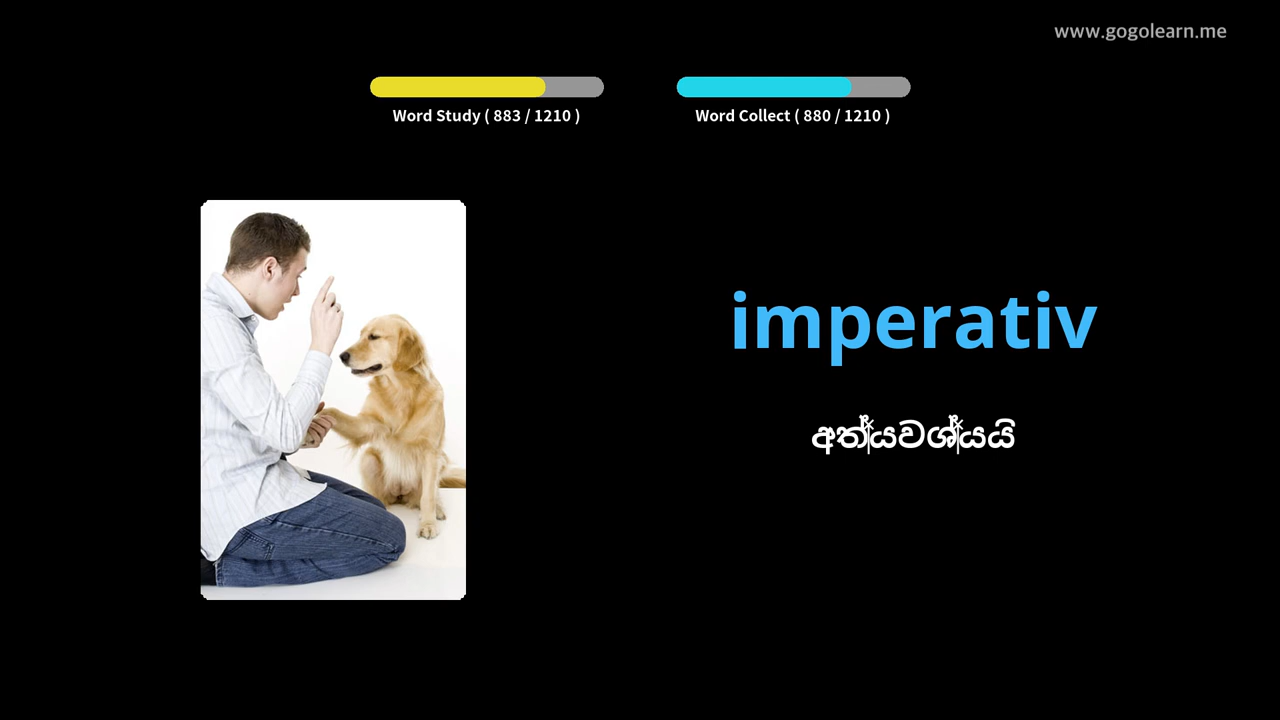 www.gogolearn.me
Word Study ( 883 / 1210 )
Word Collect ( 880 / 1210 )
imperativ
අත්‍යවශ්‍යයි